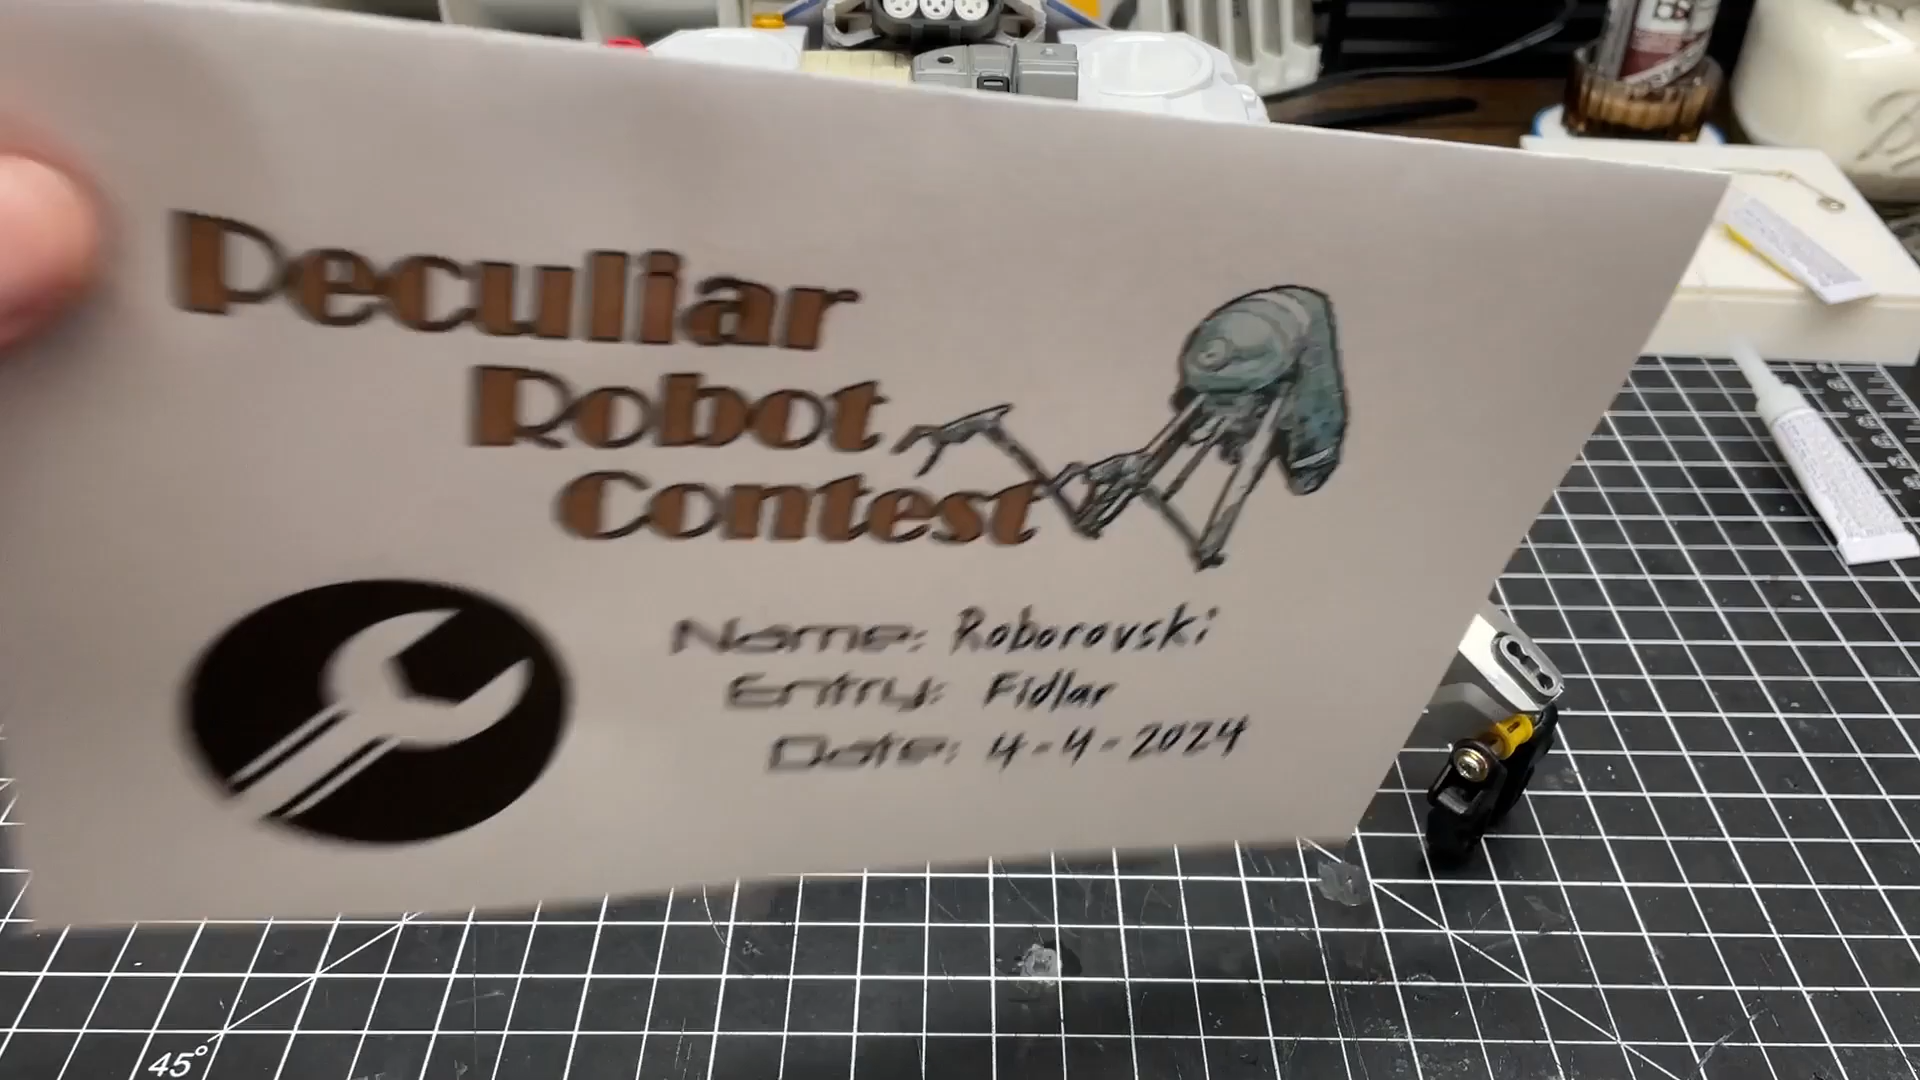 Peculiar
Robot
Contest
Name: Roborovski
Entry: Fidlar
Date: 4-4-2024
45°